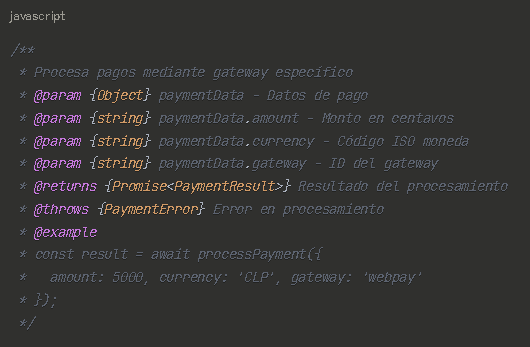 javascript
/**
 * Procesa pagos mediante gateway específico
 * @param {Object} paymentData - Datos de pago
 * @param {string} paymentData.amount - Monto en centavos
 * @param {string} paymentData.currency - Código ISO moneda
 * @param {string} paymentData.gateway - ID del gateway
 * @returns {Promise<PaymentResult>} Resultado del procesamiento
 * @throws {PaymentError} Error en procesamiento
 * @example
 * const result = await processPayment({
 *   amount: 5000, currency: 'CLP', gateway: 'webpay'
 * });
 */